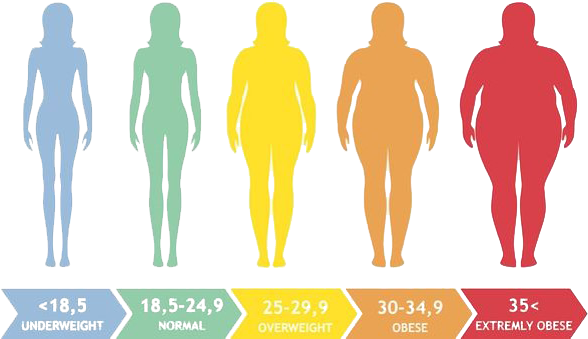 <18,5
UNDERWEIGHT
18,5-24,9
NORMAL
25-29,9
OVERWEIGHT
30-34,9
OBESE
35<
EXTREMLY OBESE